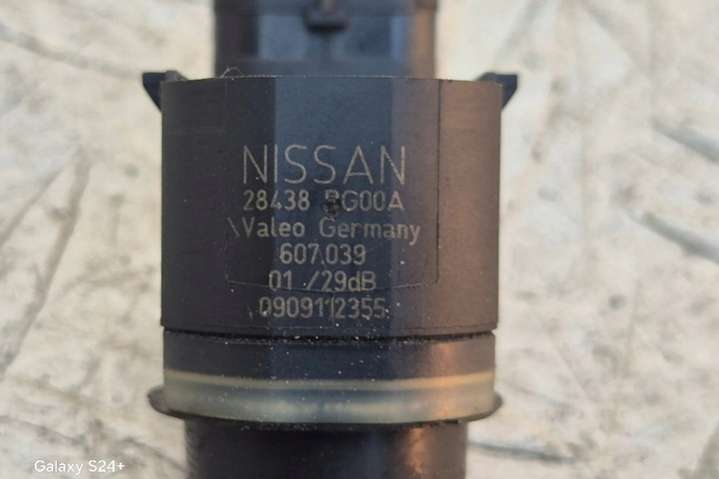 NISSAN
28438 BG00A
Valeo Germany
607.039
01 /29dB
0909112355
Galaxy S24+